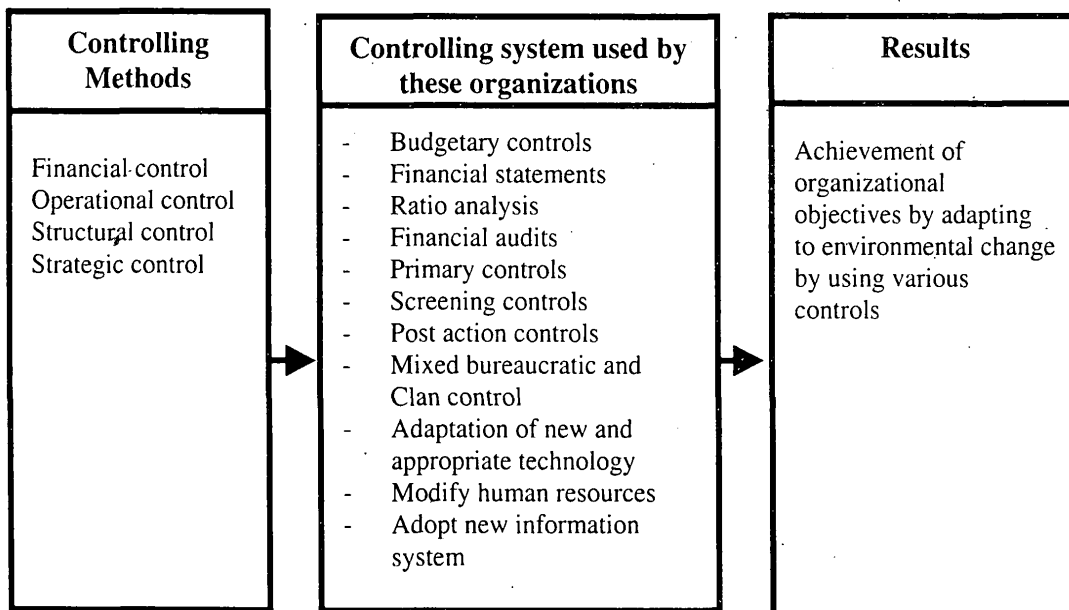 Controlling
Methods
Financial control
Operational control
Structural control
Strategic control
Controlling system used by
these organizations
- Budgetary controls
- Financial statements
- Ratio analysis
- Financial audits
- Primary controls
- Screening controls
- Post action controls
- Mixed bureaucratic and
Clan control
- Adaptation of new and
appropriate technology
- Modify human resources
- Adopt new information
system
Results
Achievement of
organizational
objectives by adapting
to environmental change
by using various
controls